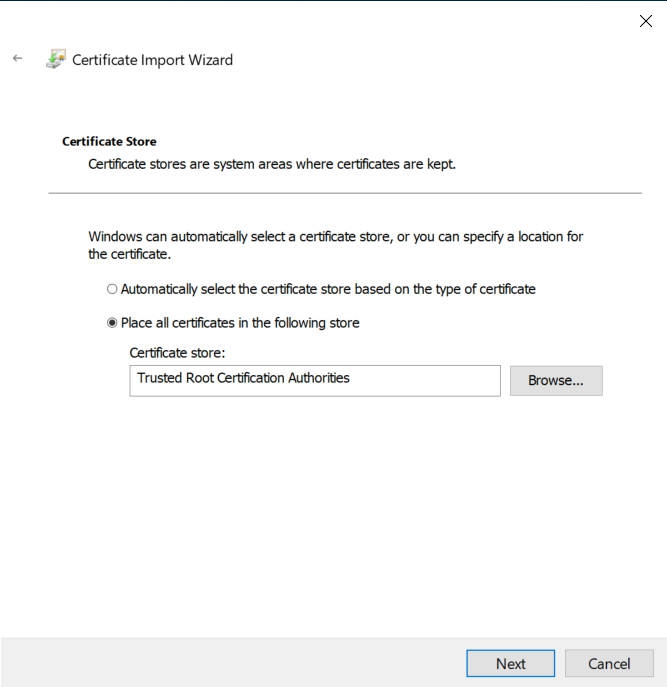 Certificate Import Wizard
Certificate Store
Certificate stores are system areas where certificates are kept.
Windows can automatically select a certificate store, or you can specify a location for
the certificate.
Automatically select the certificate store based on the type of certificate
Place all certificates in the following store
Certificate store:
Trusted Root Certification Authorities
Browse...
Next
Cancel